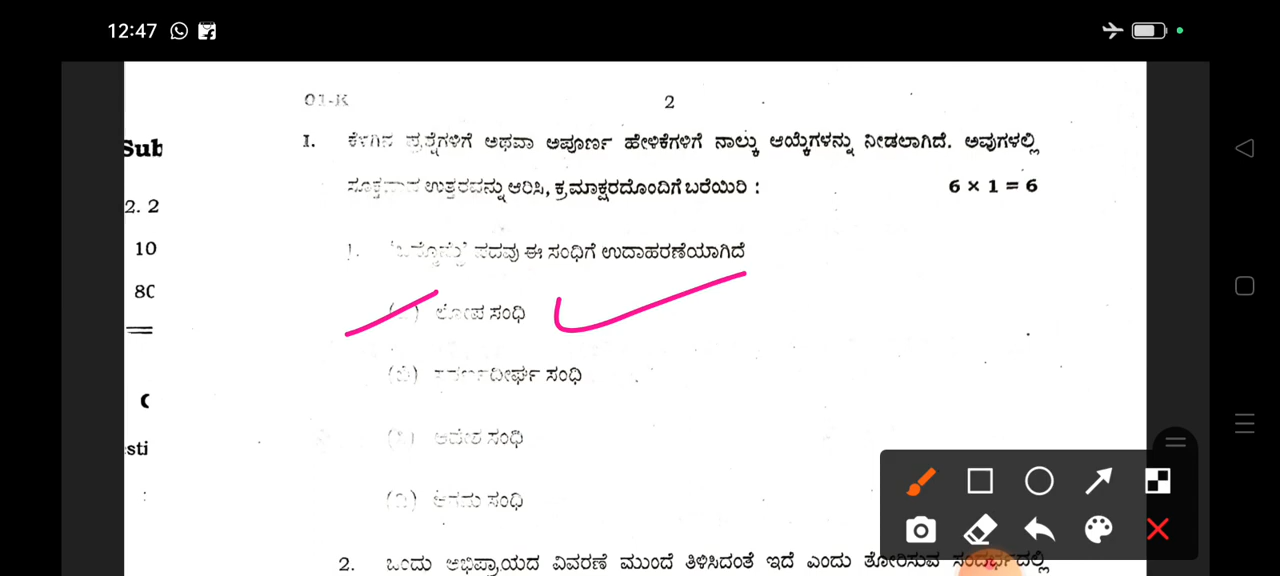 12:47
01-K
2
Sub
I. ಕೆಳಗಿನ ಪ್ರಶ್ನೆಗಳಿಗೆ ಅಥವಾ ಅಪೂರ್ಣ ಹೇಳಿಕೆಗಳಿಗೆ ನಾಲ್ಕು ಆಯ್ಕೆಗಳನ್ನು ನೀಡಲಾಗಿದೆ. ಅವುಗಳಲ್ಲಿ
ಸೂಕ್ತವಾದ ಉತ್ತರವನ್ನು ಆರಿಸಿ, ಕ್ರಮಾಕ್ಷರದೊಂದಿಗೆ ಬರೆಯಿರಿ : 6 × 1 = 6
2. 2
10
1. ಪದವು ಈ ಸಂಧಿಗೆ ಉದಾಹರಣೆಯಾಗಿದೆ
80
(ಎ) ಲೋಪ ಸಂಧಿ
(ಬಿ) ಸವರ್ಣದೀರ್ಘ ಸಂಧಿ
(ಸಿ) ಆದೇಶ ಸಂಧಿ
esti
(ಡಿ) ಆಗಮ ಸಂಧಿ
2. ಒಂದು ಅಭಿಪ್ರಾಯದ ವಿವರಣೆ ಮುಂದೆ ತಿಳಿಸಿದಂತೆ ಇದೆ ಎಂದು ತೋರಿಸುವ ಸಂದರ್ಭದಲ್ಲಿ